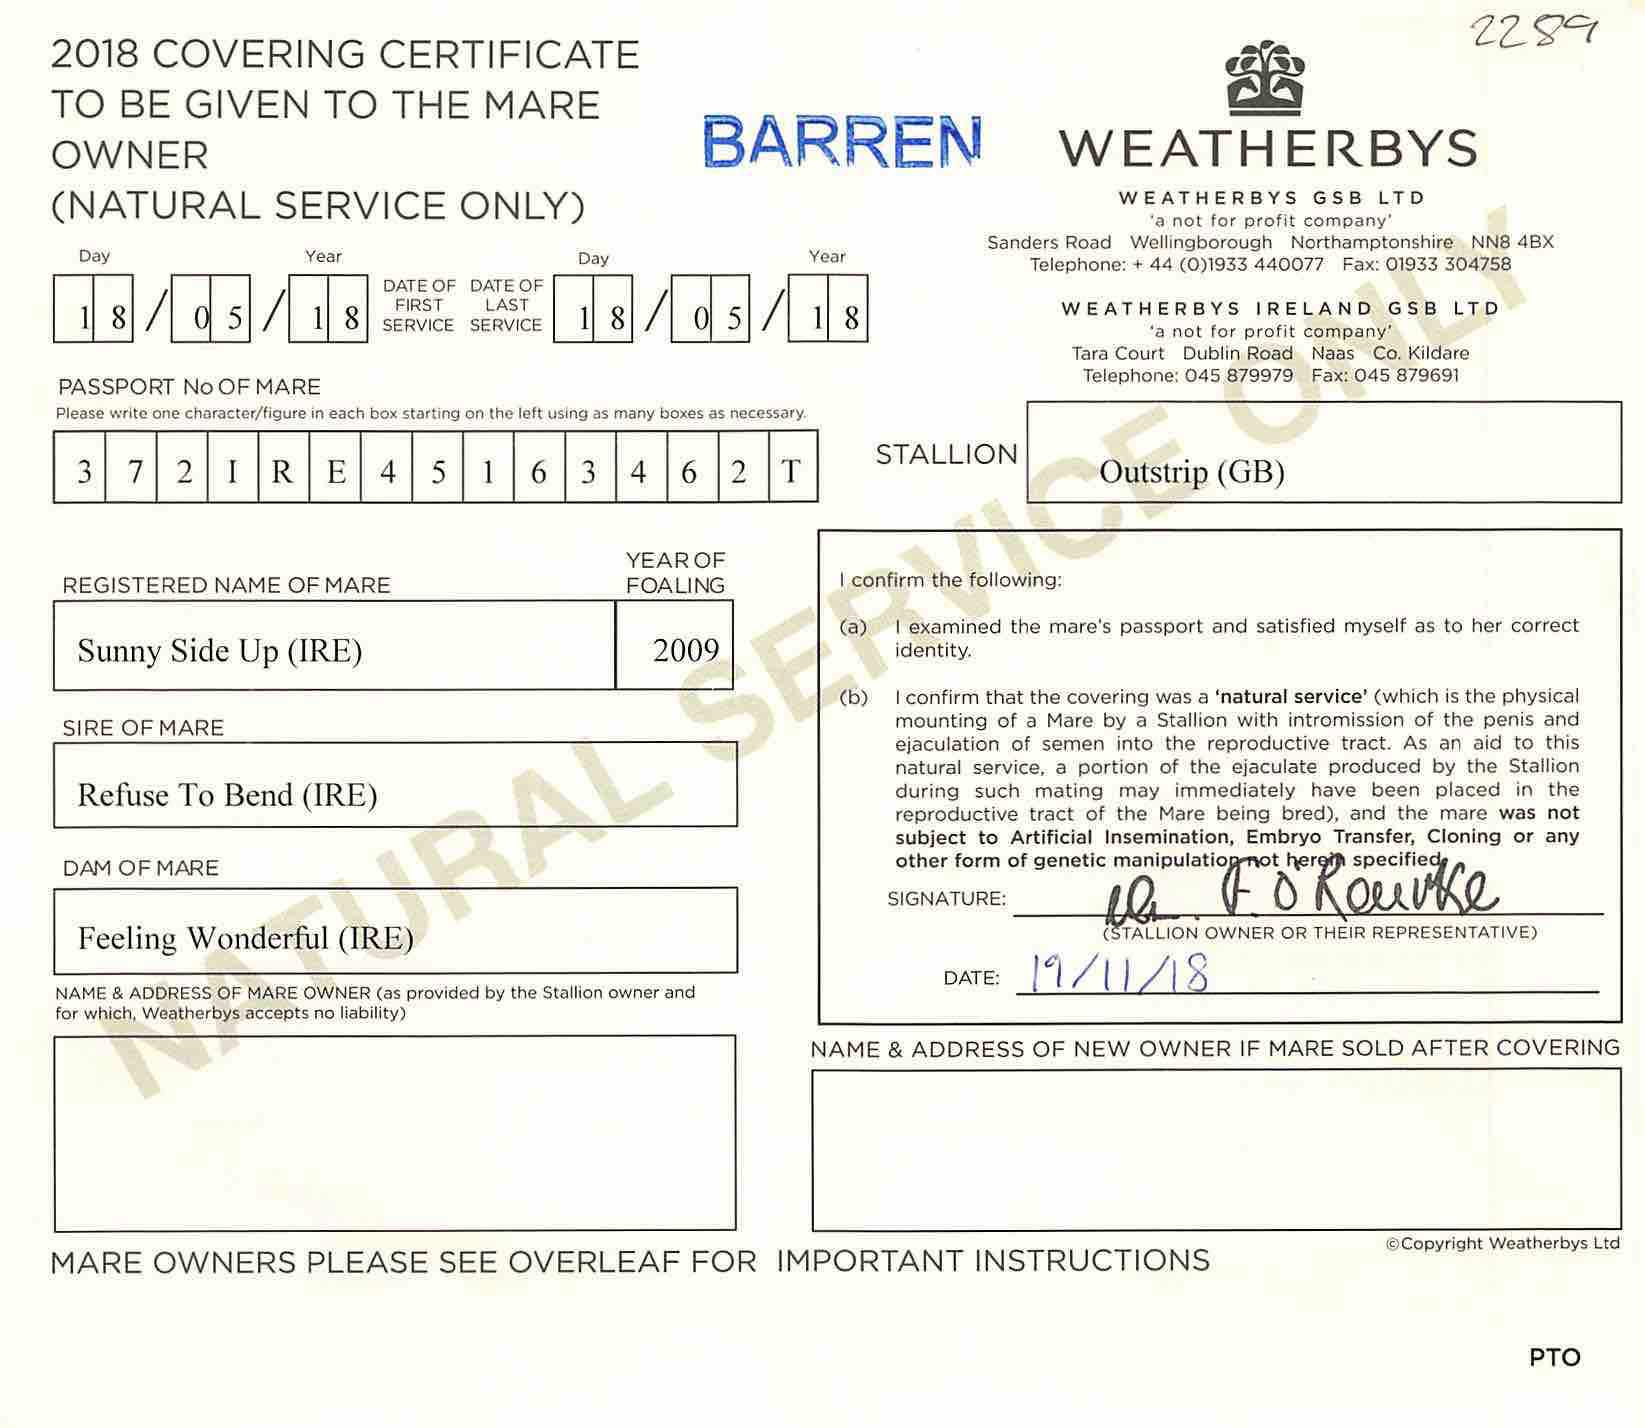 2289
2018 COVERING CERTIFICATE
TO BE GIVEN TO THE MARE
OWNER
(NATURAL SERVICE ONLY)
BARREN
WEATHERBYS
WEATHERBYS GSB LTD
'a not for profit company'
Sanders Road Wellingborough Northamptonshire NN8 4BX
Telephone: + 44 (0)1933 440077 Fax: 01933 304758
WEATHERBYS IRELAND GSB LTD
'a not for profit company'
Tara Court Dublin Road Naas Co. Kildare
Telephone: 045 879979 Fax: 045 879691
Day Year Day Year
18/05/18 DATE OF FIRST SERVICE DATE OF LAST SERVICE 18/05/18
PASSPORT No OF MARE
Please write one character/figure in each box starting on the left using as many boxes as necessary.
372IRE45163462T
STALLION Outstrip (GB)
REGISTERED NAME OF MARE YEAR OF FOALING
Sunny Side Up (IRE) 2009
SIRE OF MARE
Refuse To Bend (IRE)
DAM OF MARE
Feeling Wonderful (IRE)
NAME & ADDRESS OF MARE OWNER (as provided by the Stallion owner and
for which, Weatherbys accepts no liability)
I confirm the following:
(a) I examined the mare's passport and satisfied myself as to her correct
identity.
(b) I confirm that the covering was a 'natural service' (which is the physical
mounting of a Mare by a Stallion with intromission of the penis and
ejaculation of semen into the reproductive tract. As an aid to this
natural service, a portion of the ejaculate produced by the Stallion
during such mating may immediately have been placed in the
reproductive tract of the Mare being bred), and the mare was not
subject to Artificial Insemination, Embryo Transfer, Cloning or any
other form of genetic manipulation not herein specified.
SIGNATURE: F. O'Rourke
(STALLION OWNER OR THEIR REPRESENTATIVE)
DATE: 19/11/18
NAME & ADDRESS OF NEW OWNER IF MARE SOLD AFTER COVERING
©Copyright Weatherbys Ltd
MARE OWNERS PLEASE SEE OVERLEAF FOR IMPORTANT INSTRUCTIONS
PTO
NATURAL SERVICE ONLY